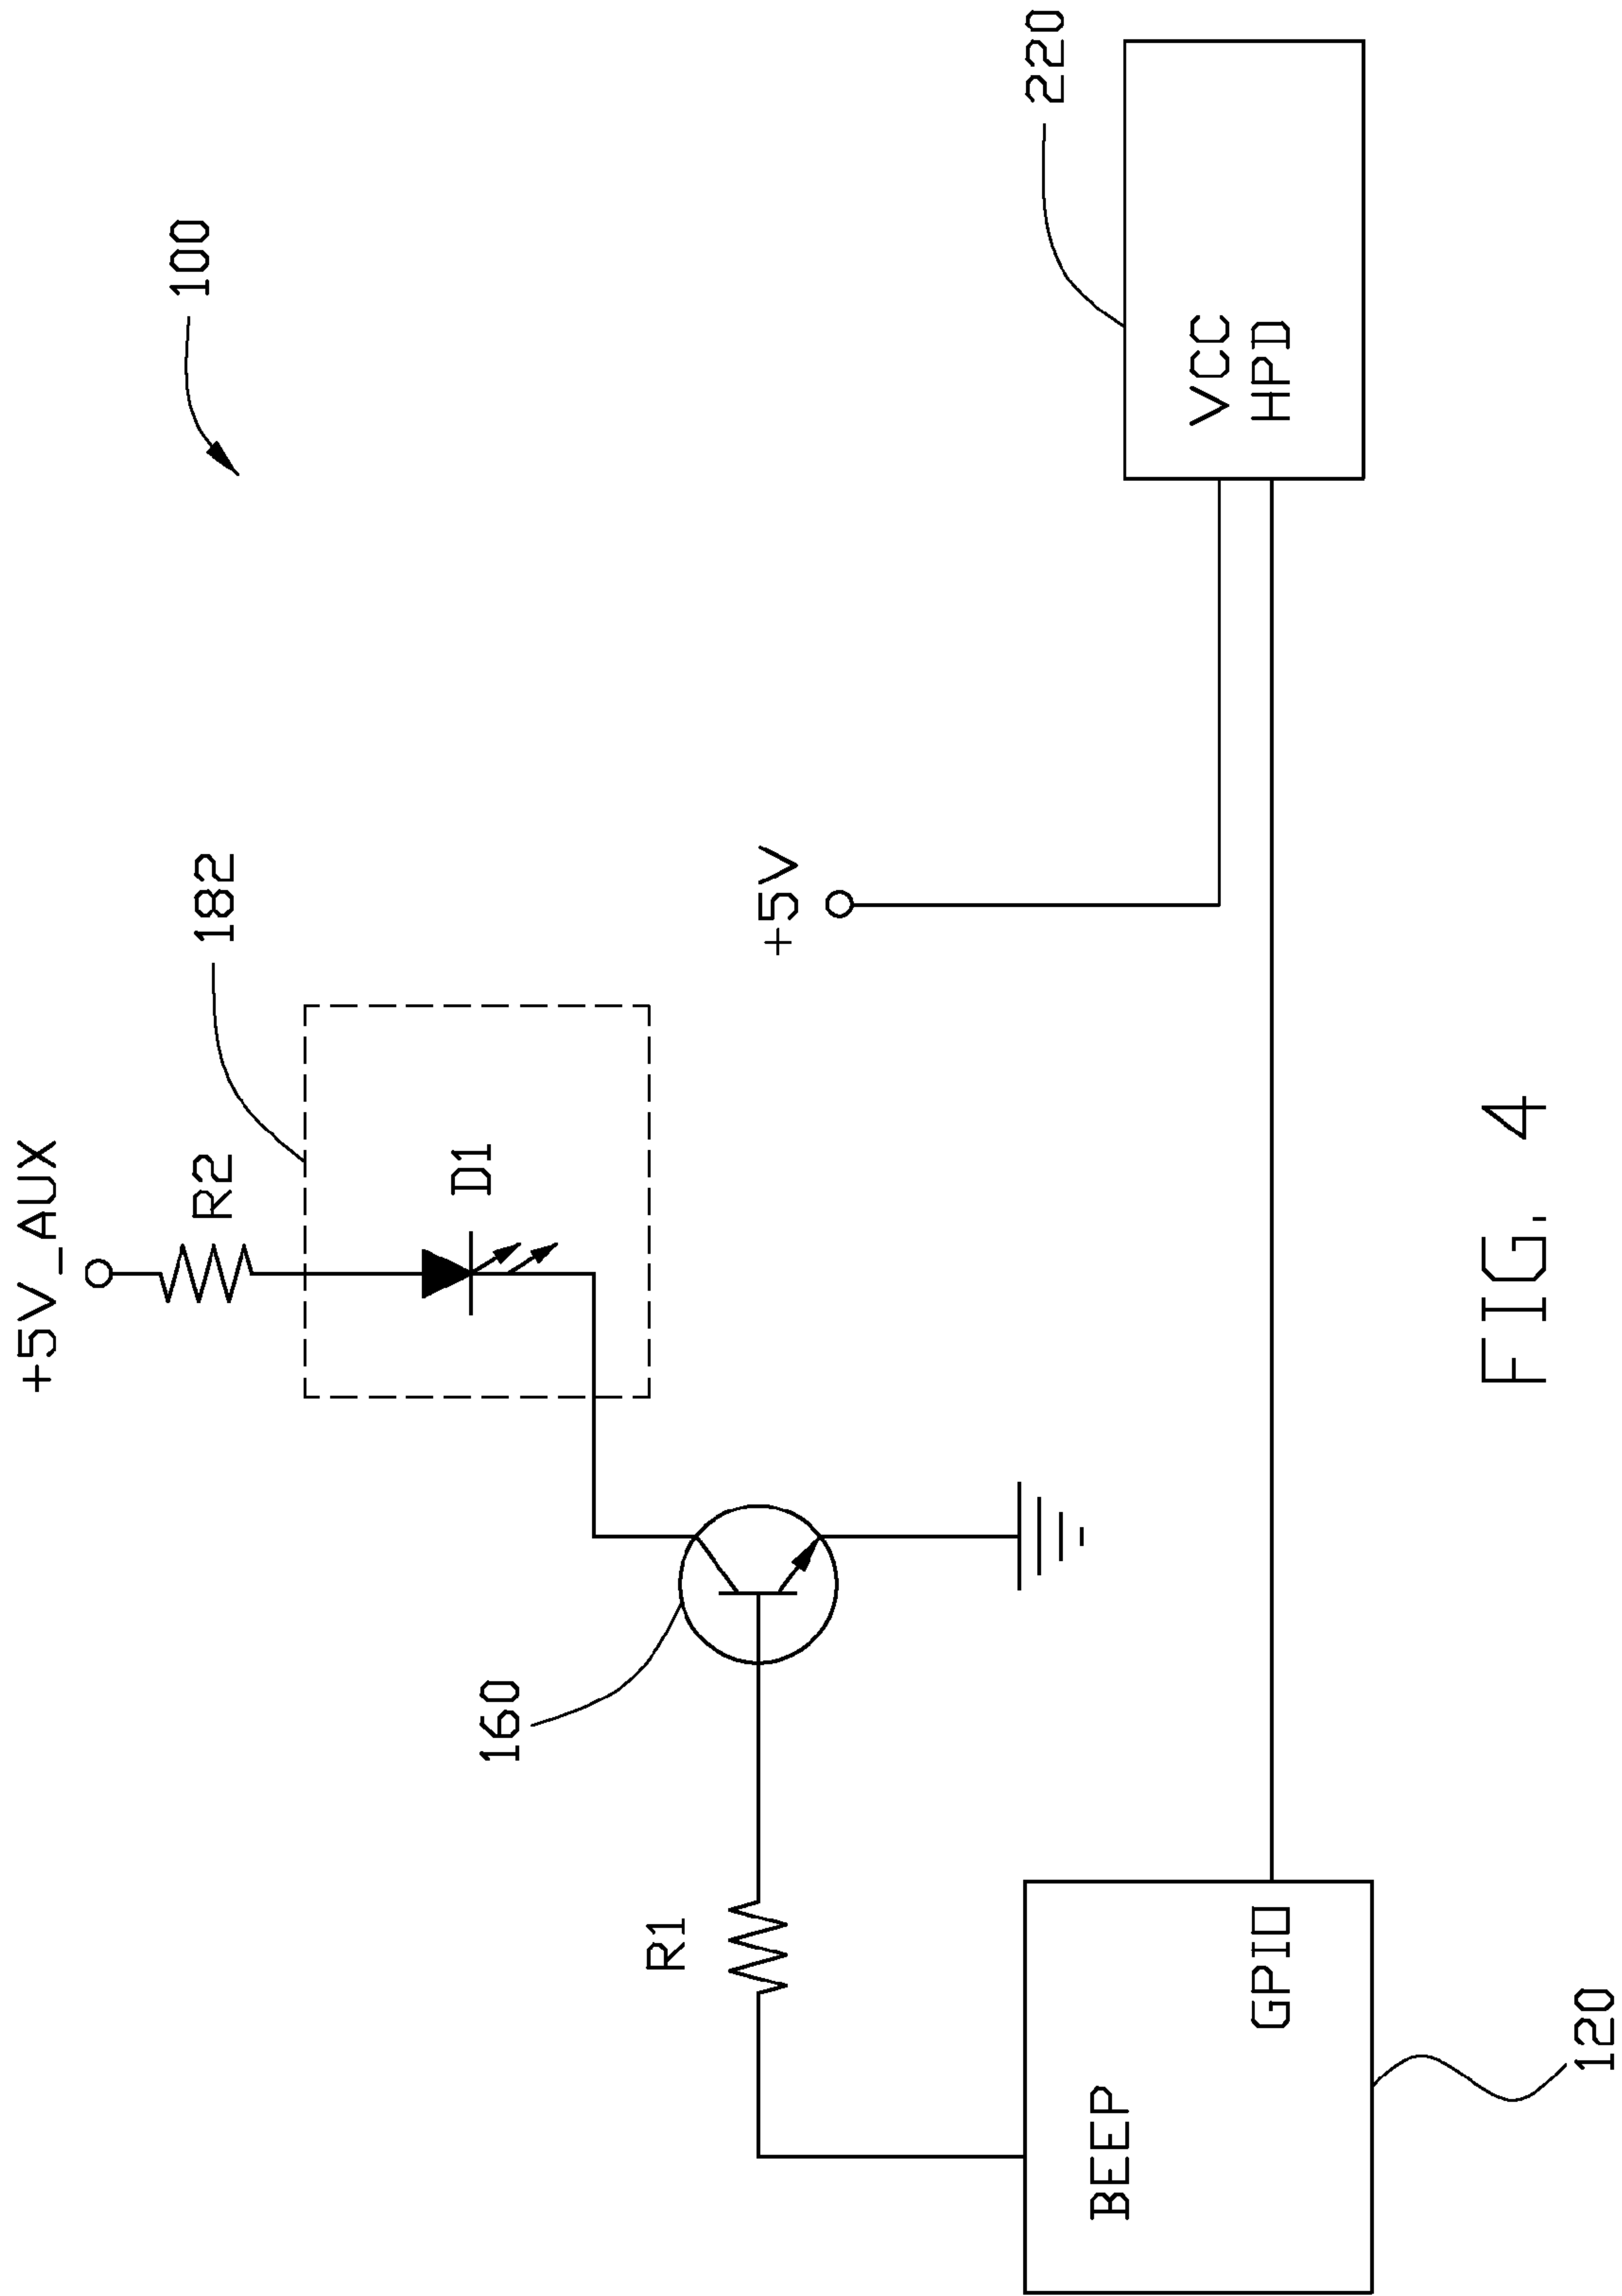 +5V_AUX
R2
182
100
D1
160
+5V
R1
220
VCC
HPD
BEEP
GPIO
120
FIG. 4